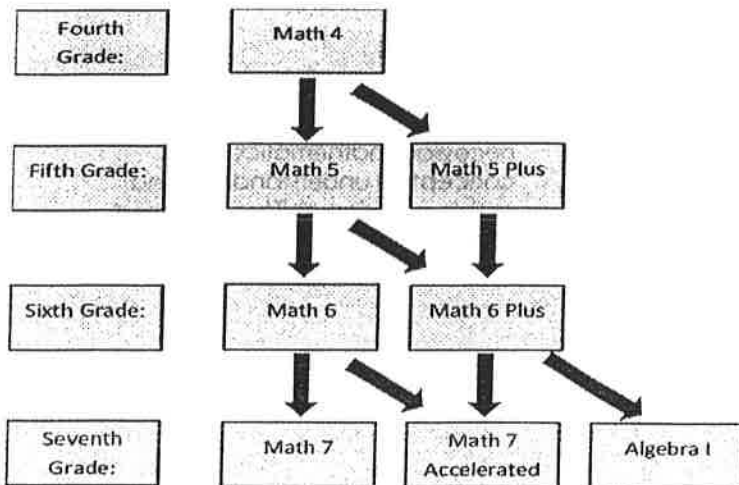 Fourth
Grade:
Math 4
Fifth Grade:
Math 5
Math 5 Plus
Sixth Grade:
Math 6
Math 6 Plus
Seventh
Grade:
Math 7
Math 7
Accelerated
Algebra I